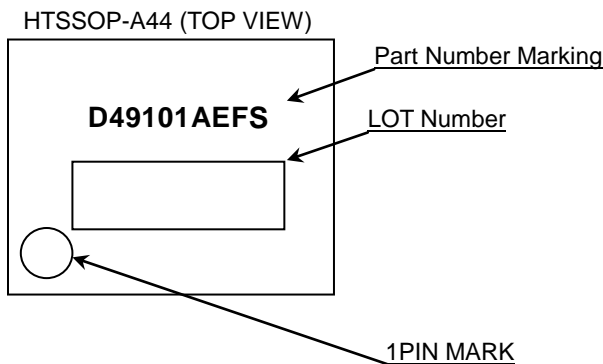 HTSSOP-A44 (TOP VIEW)
Part Number Marking
D49101AEFS
LOT Number
1PIN MARK